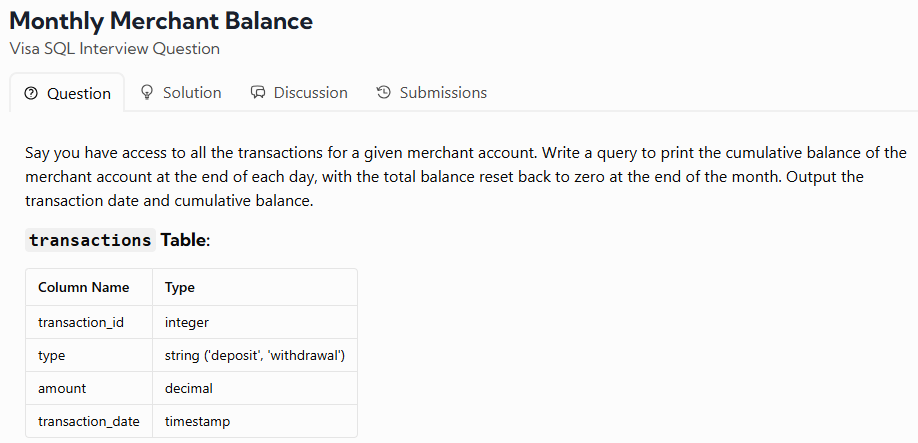 Monthly Merchant Balance
Visa SQL Interview Question
Question Solution Discussion Submissions
Say you have access to all the transactions for a given merchant account. Write a query to print the cumulative balance of the
merchant account at the end of each day, with the total balance reset back to zero at the end of the month. Output the
transaction date and cumulative balance.
transactions Table:
Column Name Type
transaction_id integer
type string ('deposit', 'withdrawal')
amount decimal
transaction_date timestamp